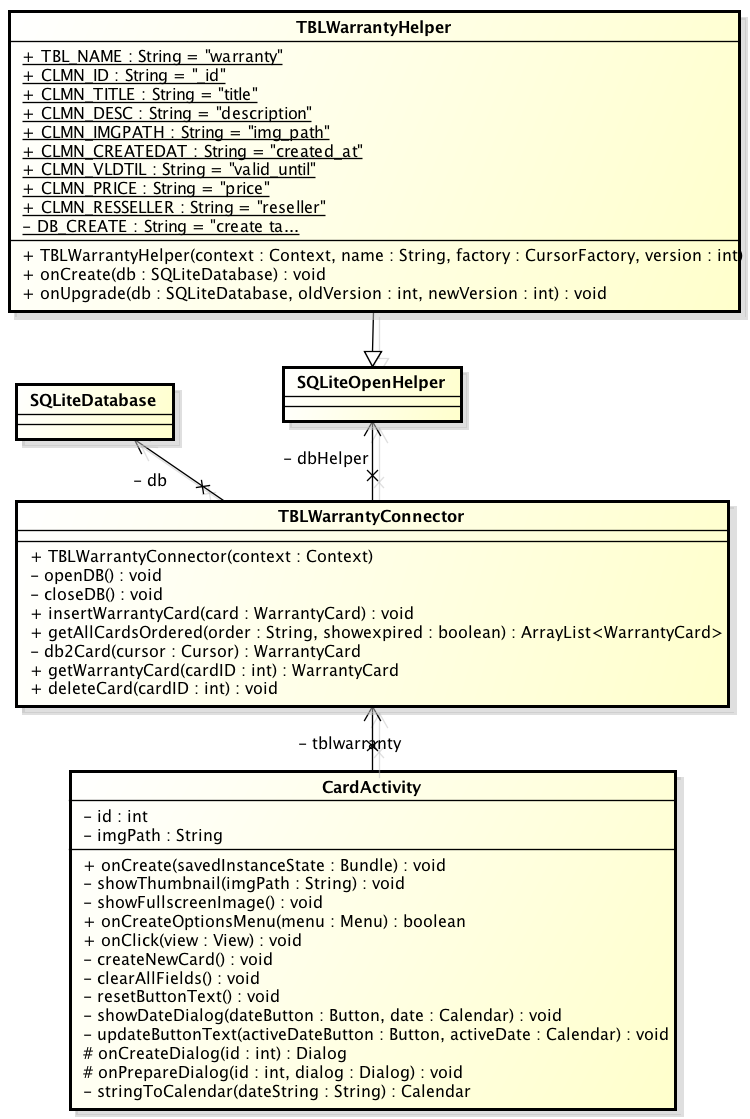 TBLWarrantyHelper
+ TBL_NAME : String = "warranty"
+ CLMN_ID : String = "_id"
+ CLMN_TITLE : String = "title"
+ CLMN_DESC : String = "description"
+ CLMN_IMGPATH : String = "img_path"
+ CLMN_CREATEDAT : String = "created_at"
+ CLMN_VLDTIL : String = "valid_until"
+ CLMN_PRICE : String = "price"
+ CLMN_RESSELLER : String = "reseller"
- DB_CREATE : String = "create ta...
+ TBLWarrantyHelper(context : Context, name : String, factory : CursorFactory, version : int)
+ onCreate(db : SQLiteDatabase) : void
+ onUpgrade(db : SQLiteDatabase, oldVersion : int, newVersion : int) : void
SQLiteOpenHelper
SQLiteDatabase
- dbHelper
- db
TBLWarrantyConnector
+ TBLWarrantyConnector(context : Context)
- openDB() : void
- closeDB() : void
+ insertWarrantyCard(card : WarrantyCard) : void
+ getAllCardsOrdered(order : String, showexpired : boolean) : ArrayList<WarrantyCard>
- db2Card(cursor : Cursor) : WarrantyCard
+ getWarrantyCard(cardID : int) : WarrantyCard
+ deleteCard(cardID : int) : void
- tblwarranty
CardActivity
- id : int
- imgPath : String
+ onCreate(savedInstanceState : Bundle) : void
- showThumbnail(imgPath : String) : void
- showFullscreenImage() : void
+ onCreateOptionsMenu(menu : Menu) : boolean
+ onClick(view : View) : void
- createNewCard() : void
- clearAllFields() : void
- resetButtonText() : void
- showDateDialog(dateButton : Button, date : Calendar) : void
- updateButtonText(activeDateButton : Button, activeDate : Calendar) : void
# onCreateDialog(id : int) : Dialog
# onPrepareDialog(id : int, dialog : Dialog) : void
- stringToCalendar(dateString : String) : Calendar